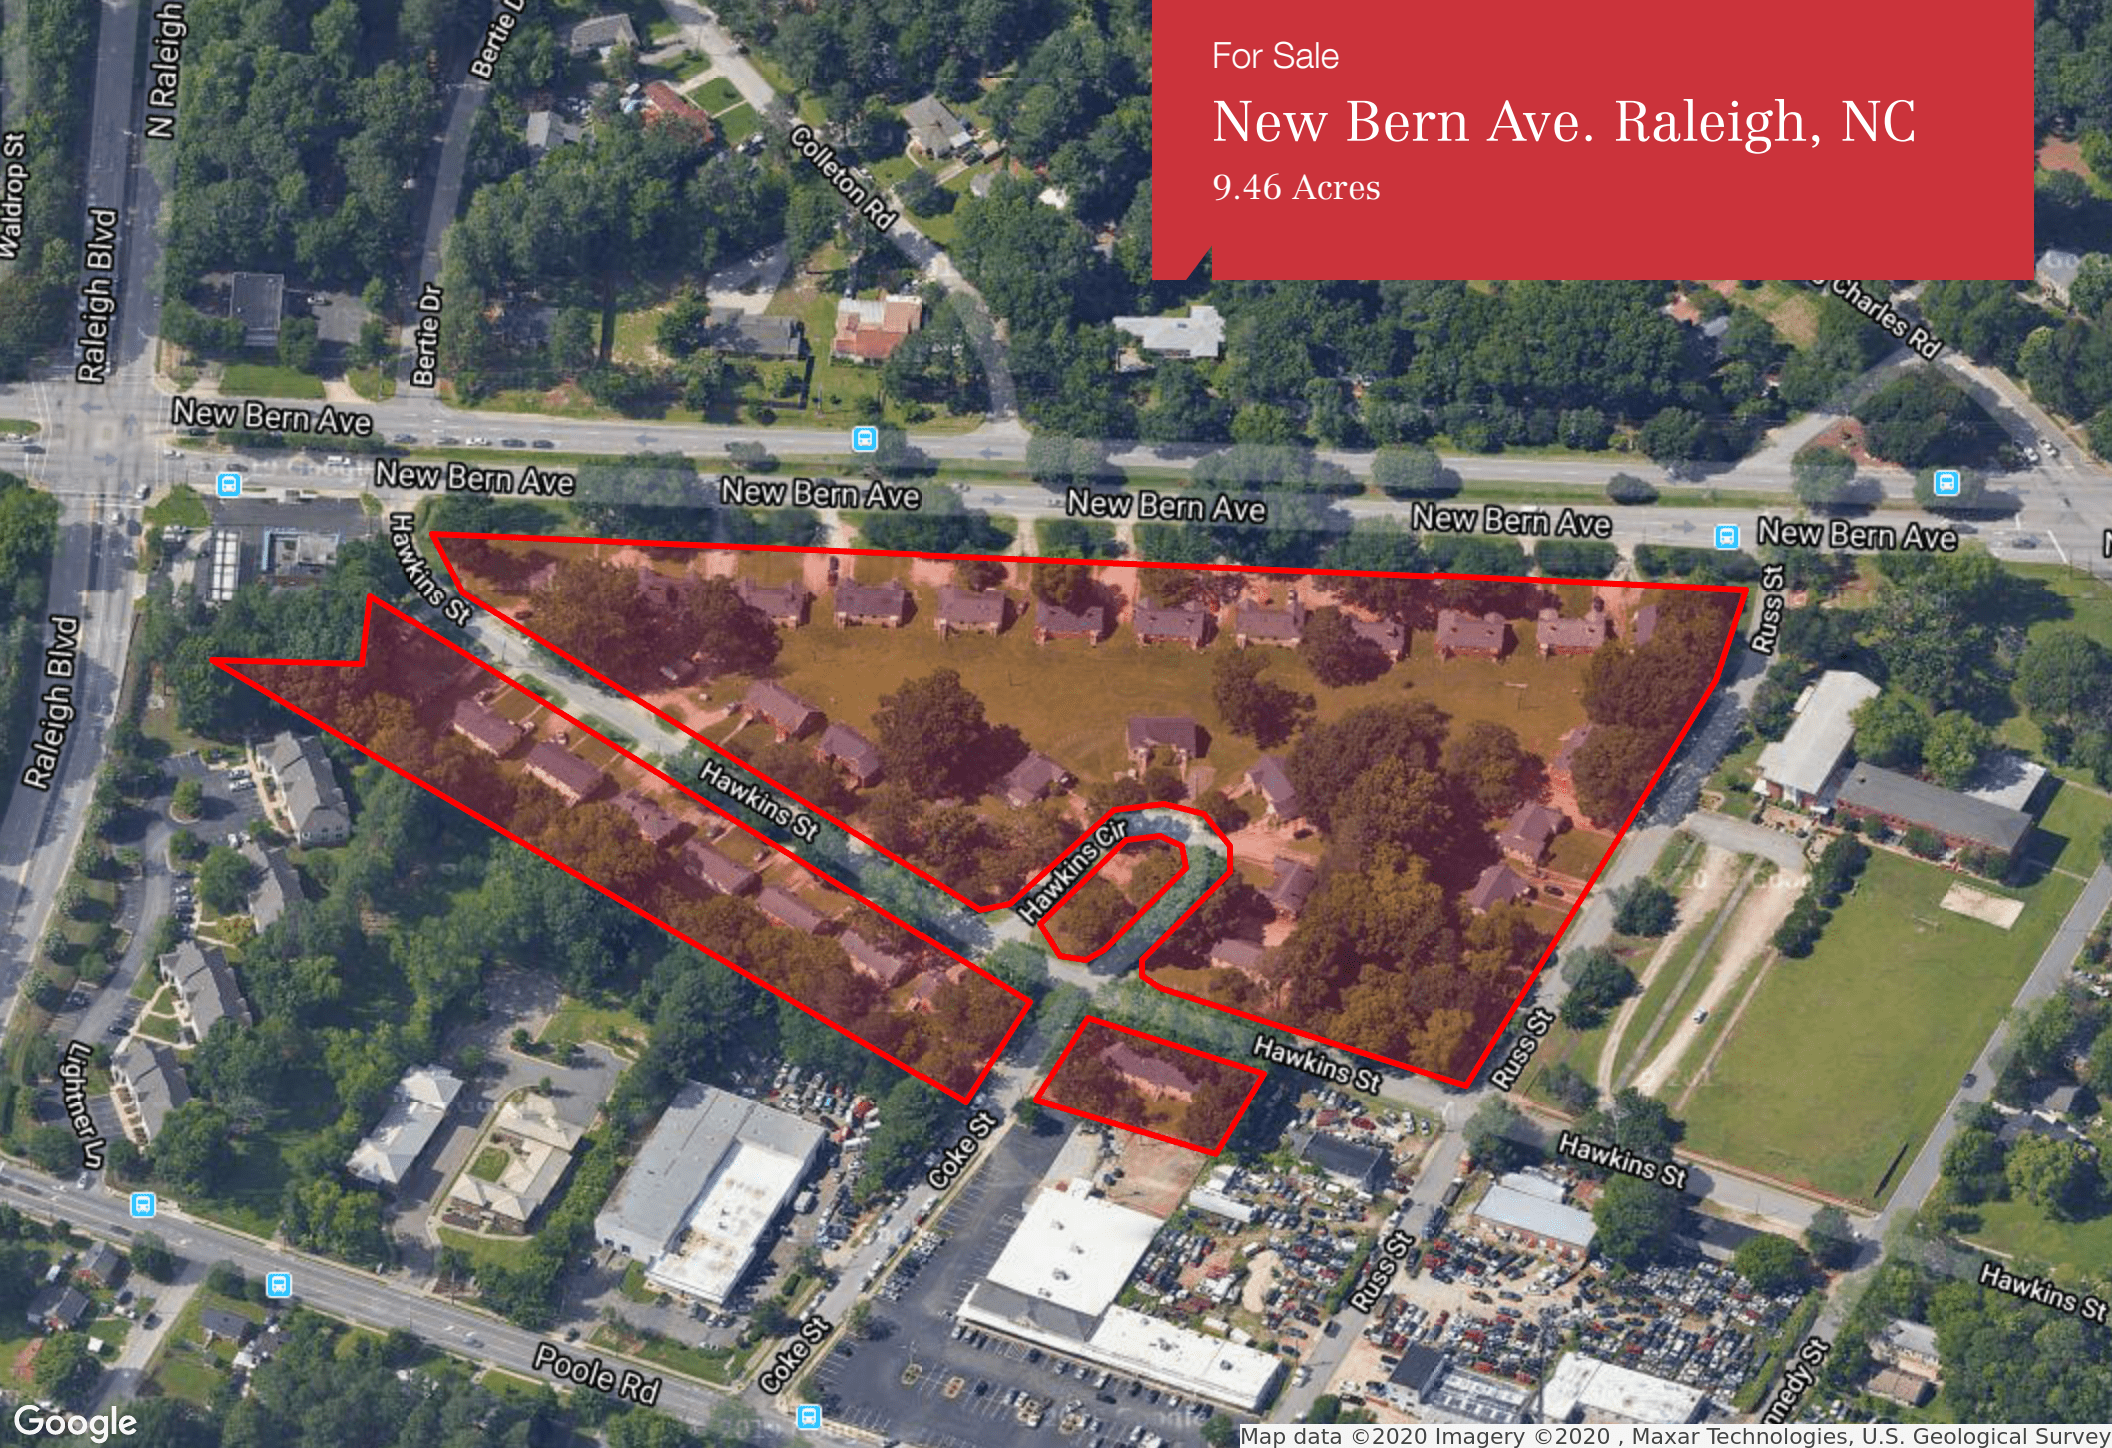 For Sale
New Bern Ave. Raleigh, NC
9.46 Acres
N Raleigh
Bertie D
Waldrop St
Raleigh Blvd
Bertie Dr
Colleton Rd
Charles Rd
New Bern Ave
New Bern Ave
New Bern Ave
New Bern Ave
New Bern Ave
New Bern Ave
N
Hawkins St
Russ St
Raleigh Blvd
Hawkins St
Hawkins Cir
Hawkins St
Russ St
Lightner Ln
Coke St
Hawkins St
Russ St
Hawkins St
Coke St
Poole Rd
nnedy St
Google
Map data ©2020 Imagery ©2020 , Maxar Technologies, U.S. Geological Survey